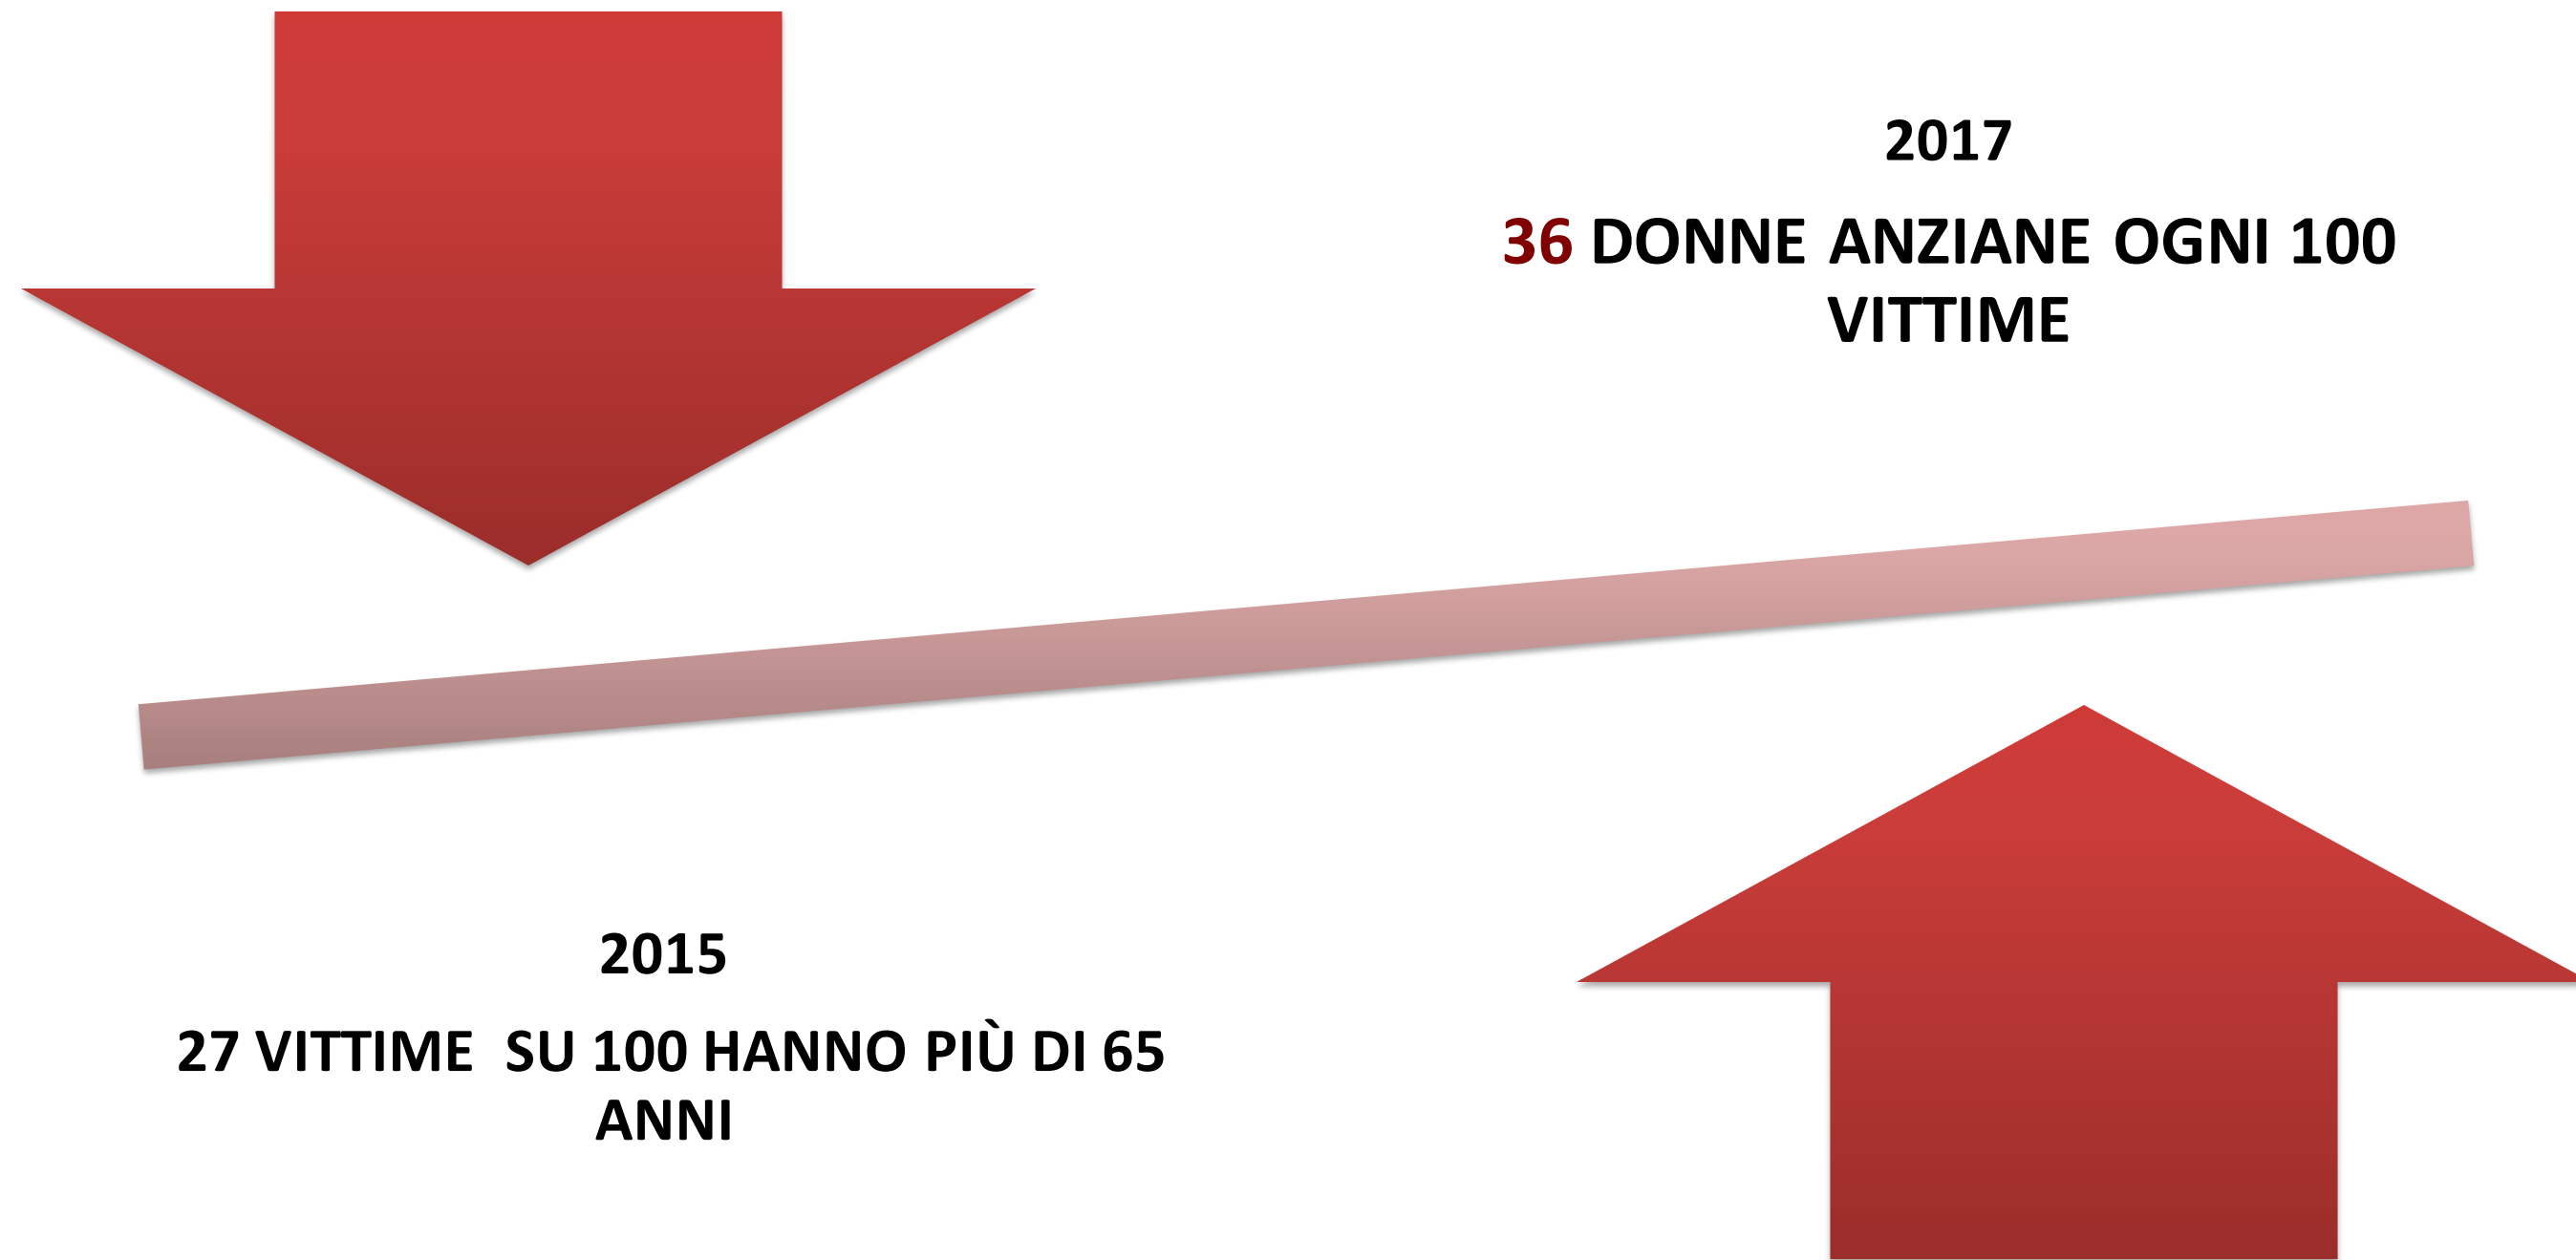 2017
36 DONNE ANZIANE OGNI 100
VITTIME
2015
27 VITTIME SU 100 HANNO PIÙ DI 65
ANNI